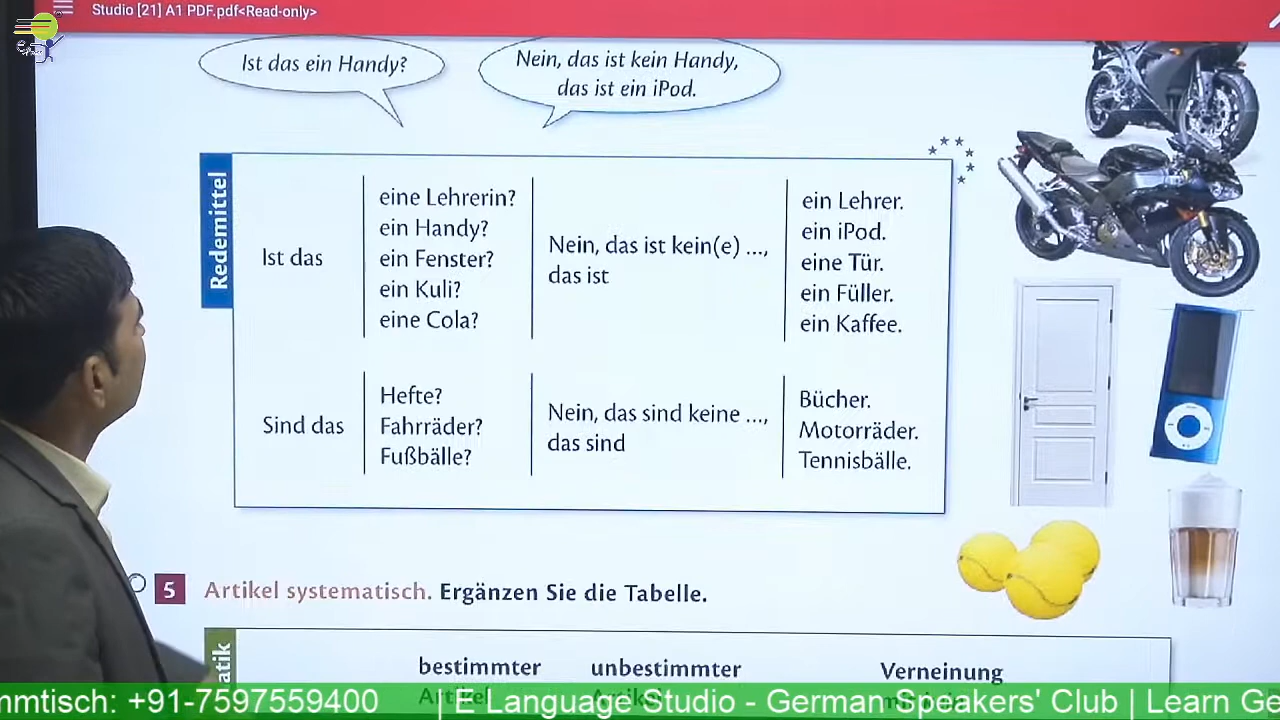 Studio [21] A1 PDF.pdf<Read-only>
Ist das ein Handy?
Nein, das ist kein Handy,
das ist ein iPod.
Redemittel
Ist das
eine Lehrerin?
ein Handy?
ein Fenster?
ein Kuli?
eine Cola?
Nein, das ist kein(e) ...,
das ist
ein Lehrer.
ein iPod.
eine Tür.
ein Füller.
ein Kaffee.
Sind das
Hefte?
Fahrräder?
Fußbälle?
Nein, das sind keine ...,
das sind
Bücher.
Motorräder.
Tennisbälle.
5 Artikel systematisch. Ergänzen Sie die Tabelle.
atik
bestimmter
unbestimmter
Verneinung
mmtisch: +91-7597559400 | E Language Studio - German Speakers' Club | Learn Ge